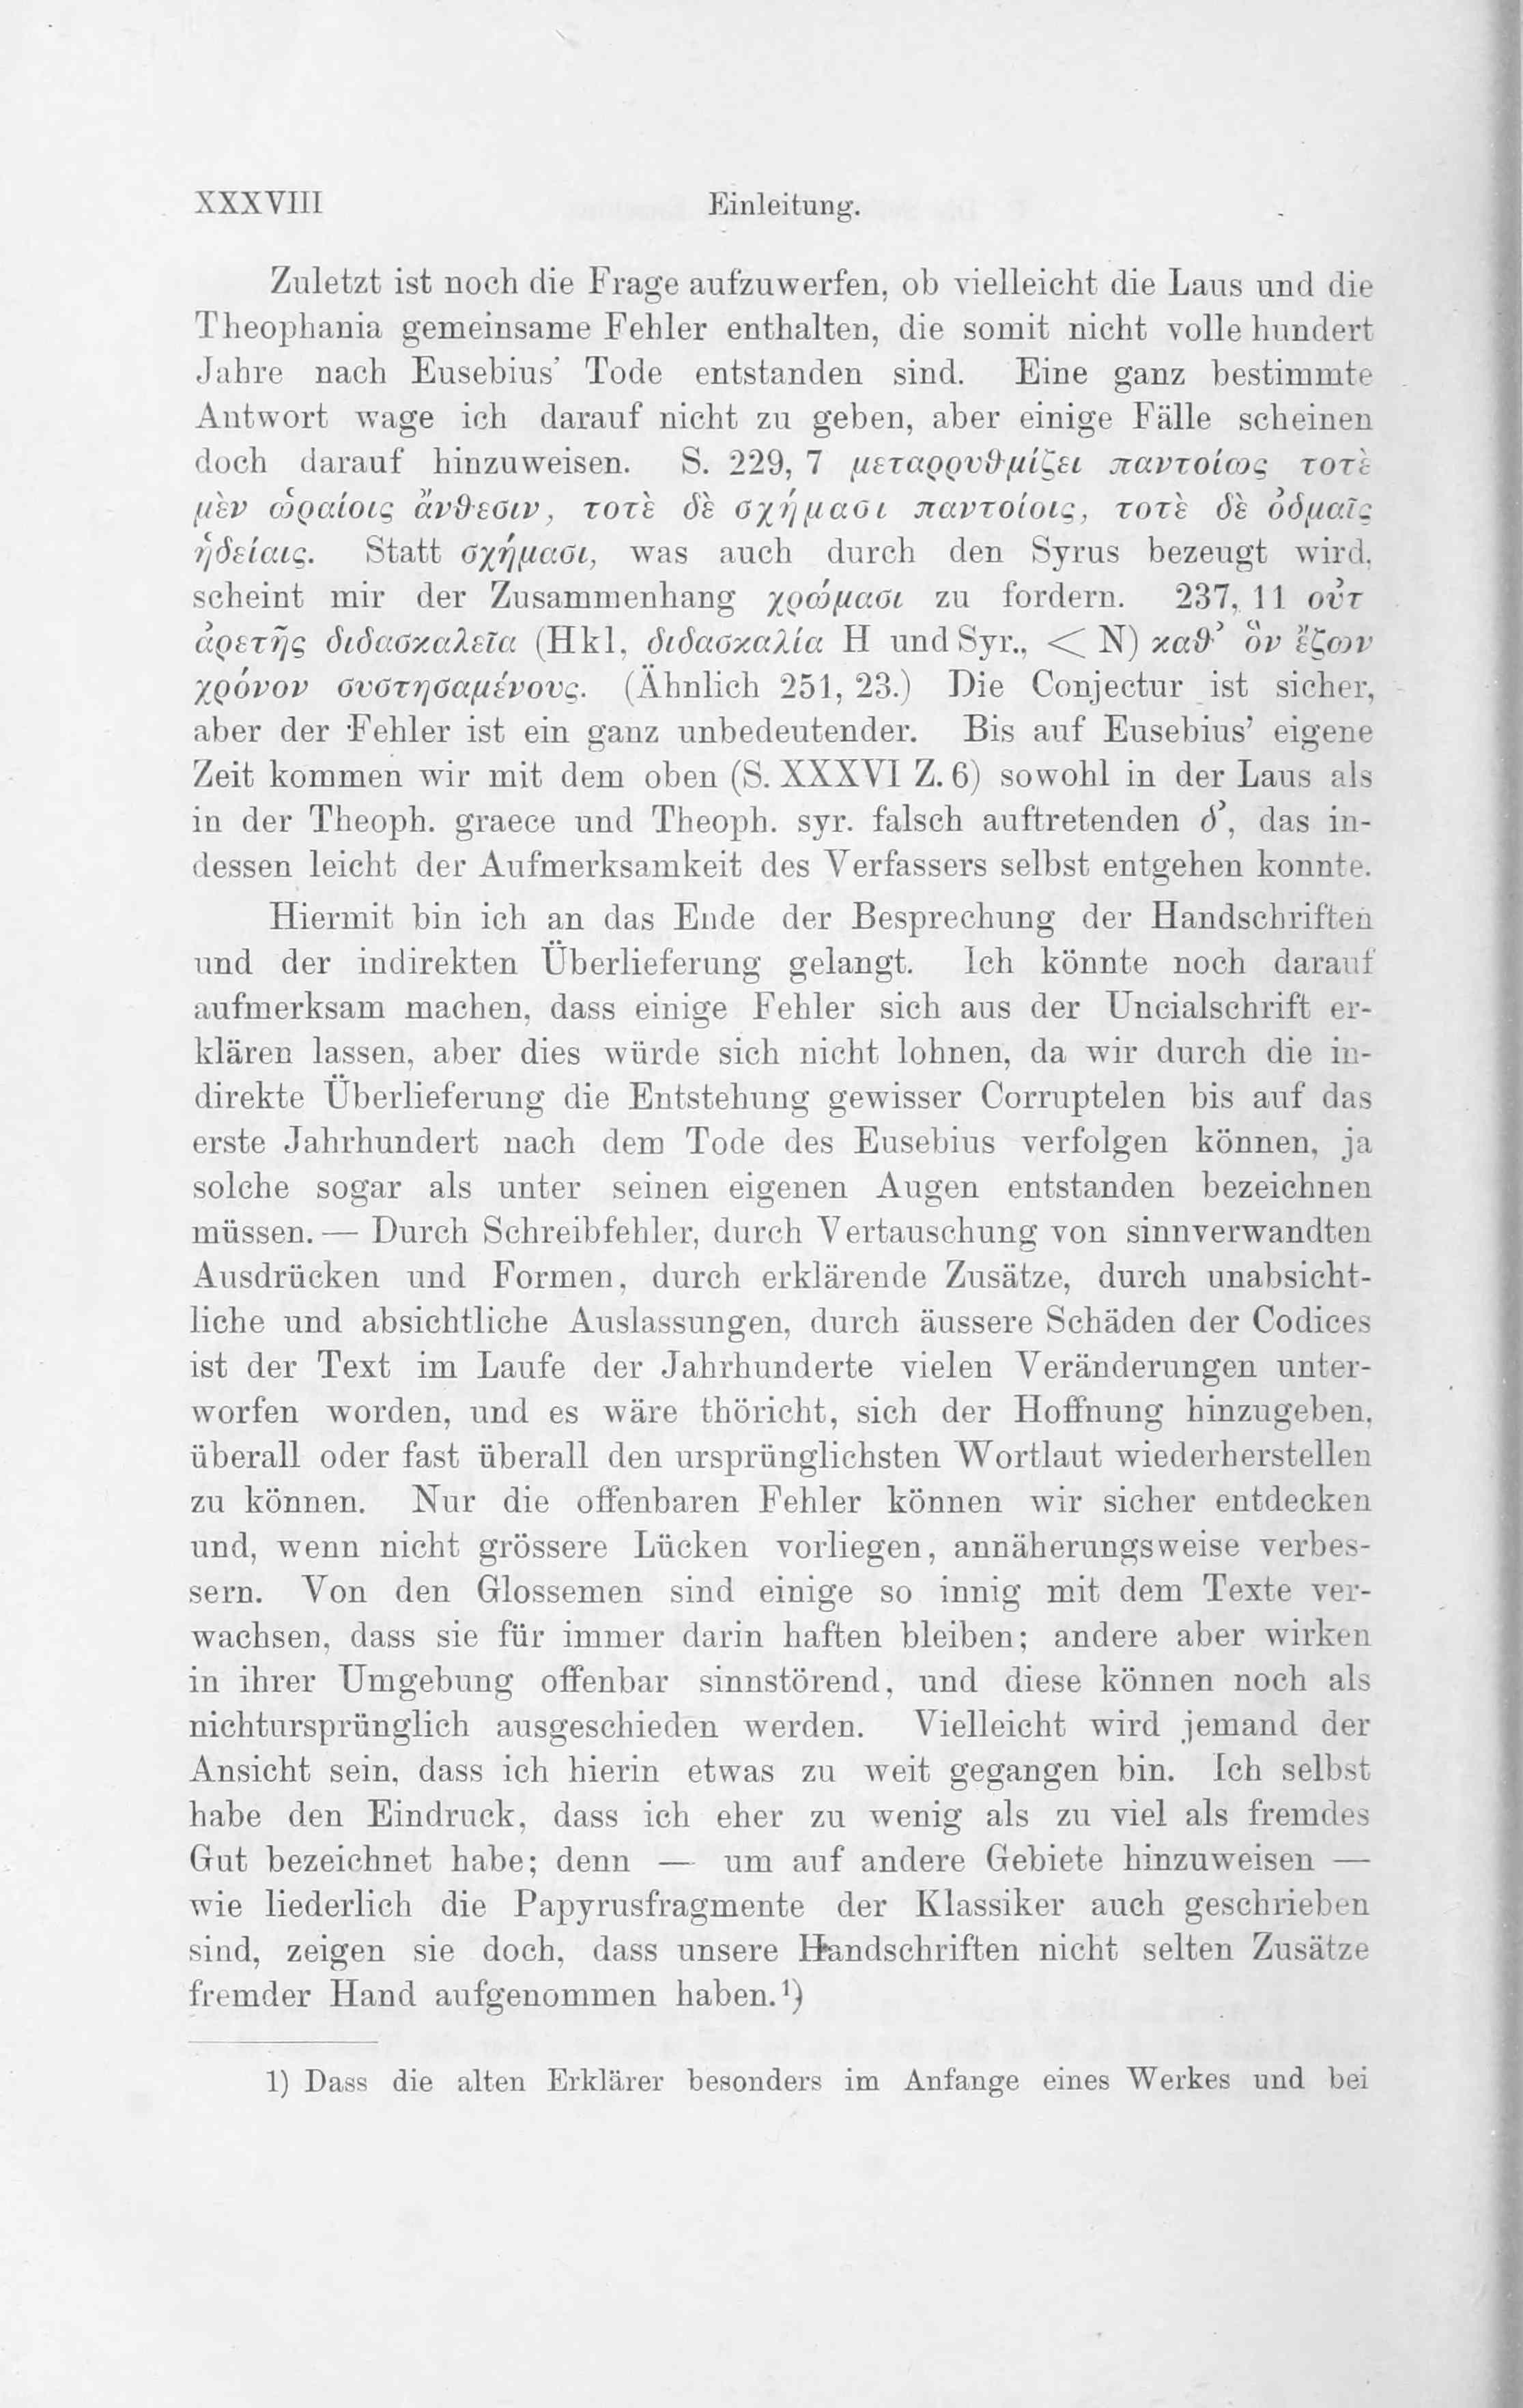 XXXVIII Einleitung.
Zuletzt ist noch die Frage aufzuwerfen, ob vielleicht die Laus und die
Theophania gemeinsame Fehler enthalten, die somit nicht volle hundert
Jahre nach Eusebius' Tode entstanden sind. Eine ganz bestimmte
Antwort wage ich darauf nicht zu geben, aber einige Fälle scheinen
doch darauf hinzuweisen. S. 229, 7 μεταρρυθμίζει παντοίως τοτὲ
μὲν ὡραίοις ἄνθεσιν, τοτὲ δὲ σχήμασι παντοίοις, τοτὲ δὲ ὀδμαῖς
ἡδείαις. Statt σχήμασι, was auch durch den Syrus bezeugt wird,
scheint mir der Zusammenhang χρώμασι zu fordern. 237, 11 οὐτ
ἀρετῆς διδασκαλεῖα (Hkl, διδασκαλία H und Syr., < N) καθ' ὃν ἔζων
χρόνον συστησαμένους. (Ähnlich 251, 23.) Die Conjectur ist sicher,
aber der Fehler ist ein ganz unbedeutender. Bis auf Eusebius' eigene
Zeit kommen wir mit dem oben (S. XXXVI Z. 6) sowohl in der Laus als
in der Theoph. graece und Theoph. syr. falsch auftretenden δ', das in-
dessen leicht der Aufmerksamkeit des Verfassers selbst entgehen konnte.
Hiermit bin ich an das Ende der Besprechung der Handschriften
und der indirekten Überlieferung gelangt. Ich könnte noch darauf
aufmerksam machen, dass einige Fehler sich aus der Uncialschrift er-
klären lassen, aber dies würde sich nicht lohnen, da wir durch die in-
direkte Überlieferung die Entstehung gewisser Corruptelen bis auf das
erste Jahrhundert nach dem Tode des Eusebius verfolgen können, ja
solche sogar als unter seinen eigenen Augen entstanden bezeichnen
müssen. — Durch Schreibfehler, durch Vertauschung von sinnverwandten
Ausdrücken und Formen, durch erklärende Zusätze, durch unabsicht-
liche und absichtliche Auslassungen, durch äussere Schäden der Codices
ist der Text im Laufe der Jahrhunderte vielen Veränderungen unter-
worfen worden, und es wäre thöricht, sich der Hoffnung hinzugeben,
überall oder fast überall den ursprünglichsten Wortlaut wiederherstellen
zu können. Nur die offenbaren Fehler können wir sicher entdecken
und, wenn nicht grössere Lücken vorliegen, annäherungsweise verbes-
sern. Von den Glossemen sind einige so innig mit dem Texte ver-
wachsen, dass sie für immer darin haften bleiben; andere aber wirken
in ihrer Umgebung offenbar sinnstörend, und diese können noch als
nichtursprünglich ausgeschieden werden. Vielleicht wird jemand der
Ansicht sein, dass ich hierin etwas zu weit gegangen bin. Ich selbst
habe den Eindruck, dass ich eher zu wenig als zu viel als fremdes
Gut bezeichnet habe; denn — um auf andere Gebiete hinzuweisen —
wie liederlich die Papyrusfragmente der Klassiker auch geschrieben
sind, zeigen sie doch, dass unsere Handschriften nicht selten Zusätze
fremder Hand aufgenommen haben.¹)
1) Dass die alten Erklärer besonders im Anfange eines Werkes und bei